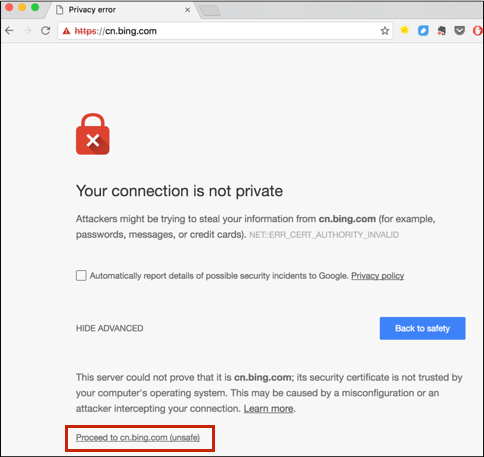 Privacy error
https://cn.bing.com
Your connection is not private
Attackers might be trying to steal your information from cn.bing.com (for example,
passwords, messages, or credit cards). NET::ERR_CERT_AUTHORITY_INVALID
Automatically report details of possible security incidents to Google. Privacy policy
HIDE ADVANCED
Back to safety
This server could not prove that it is cn.bing.com; its security certificate is not trusted by
your computer's operating system. This may be caused by a misconfiguration or an
attacker intercepting your connection. Learn more.
Proceed to cn.bing.com (unsafe)